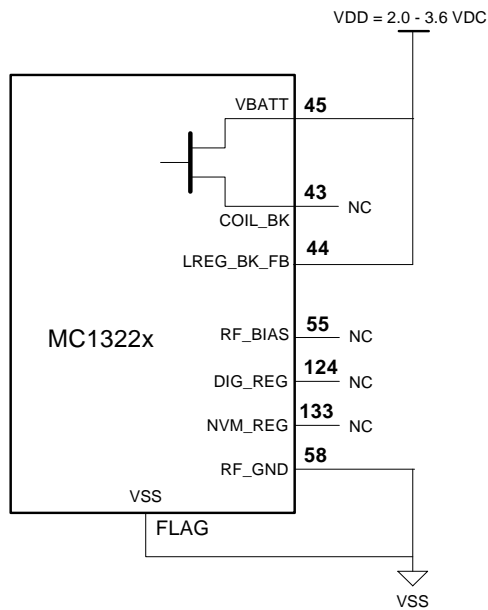 VDD = 2.0 - 3.6 VDC
VBATT 45
43 NC
COIL_BK
44
LREG_BK_FB
MC1322x
RF_BIAS 55 NC
DIG_REG 124 NC
NVM_REG 133 NC
RF_GND 58
VSS
FLAG
VSS